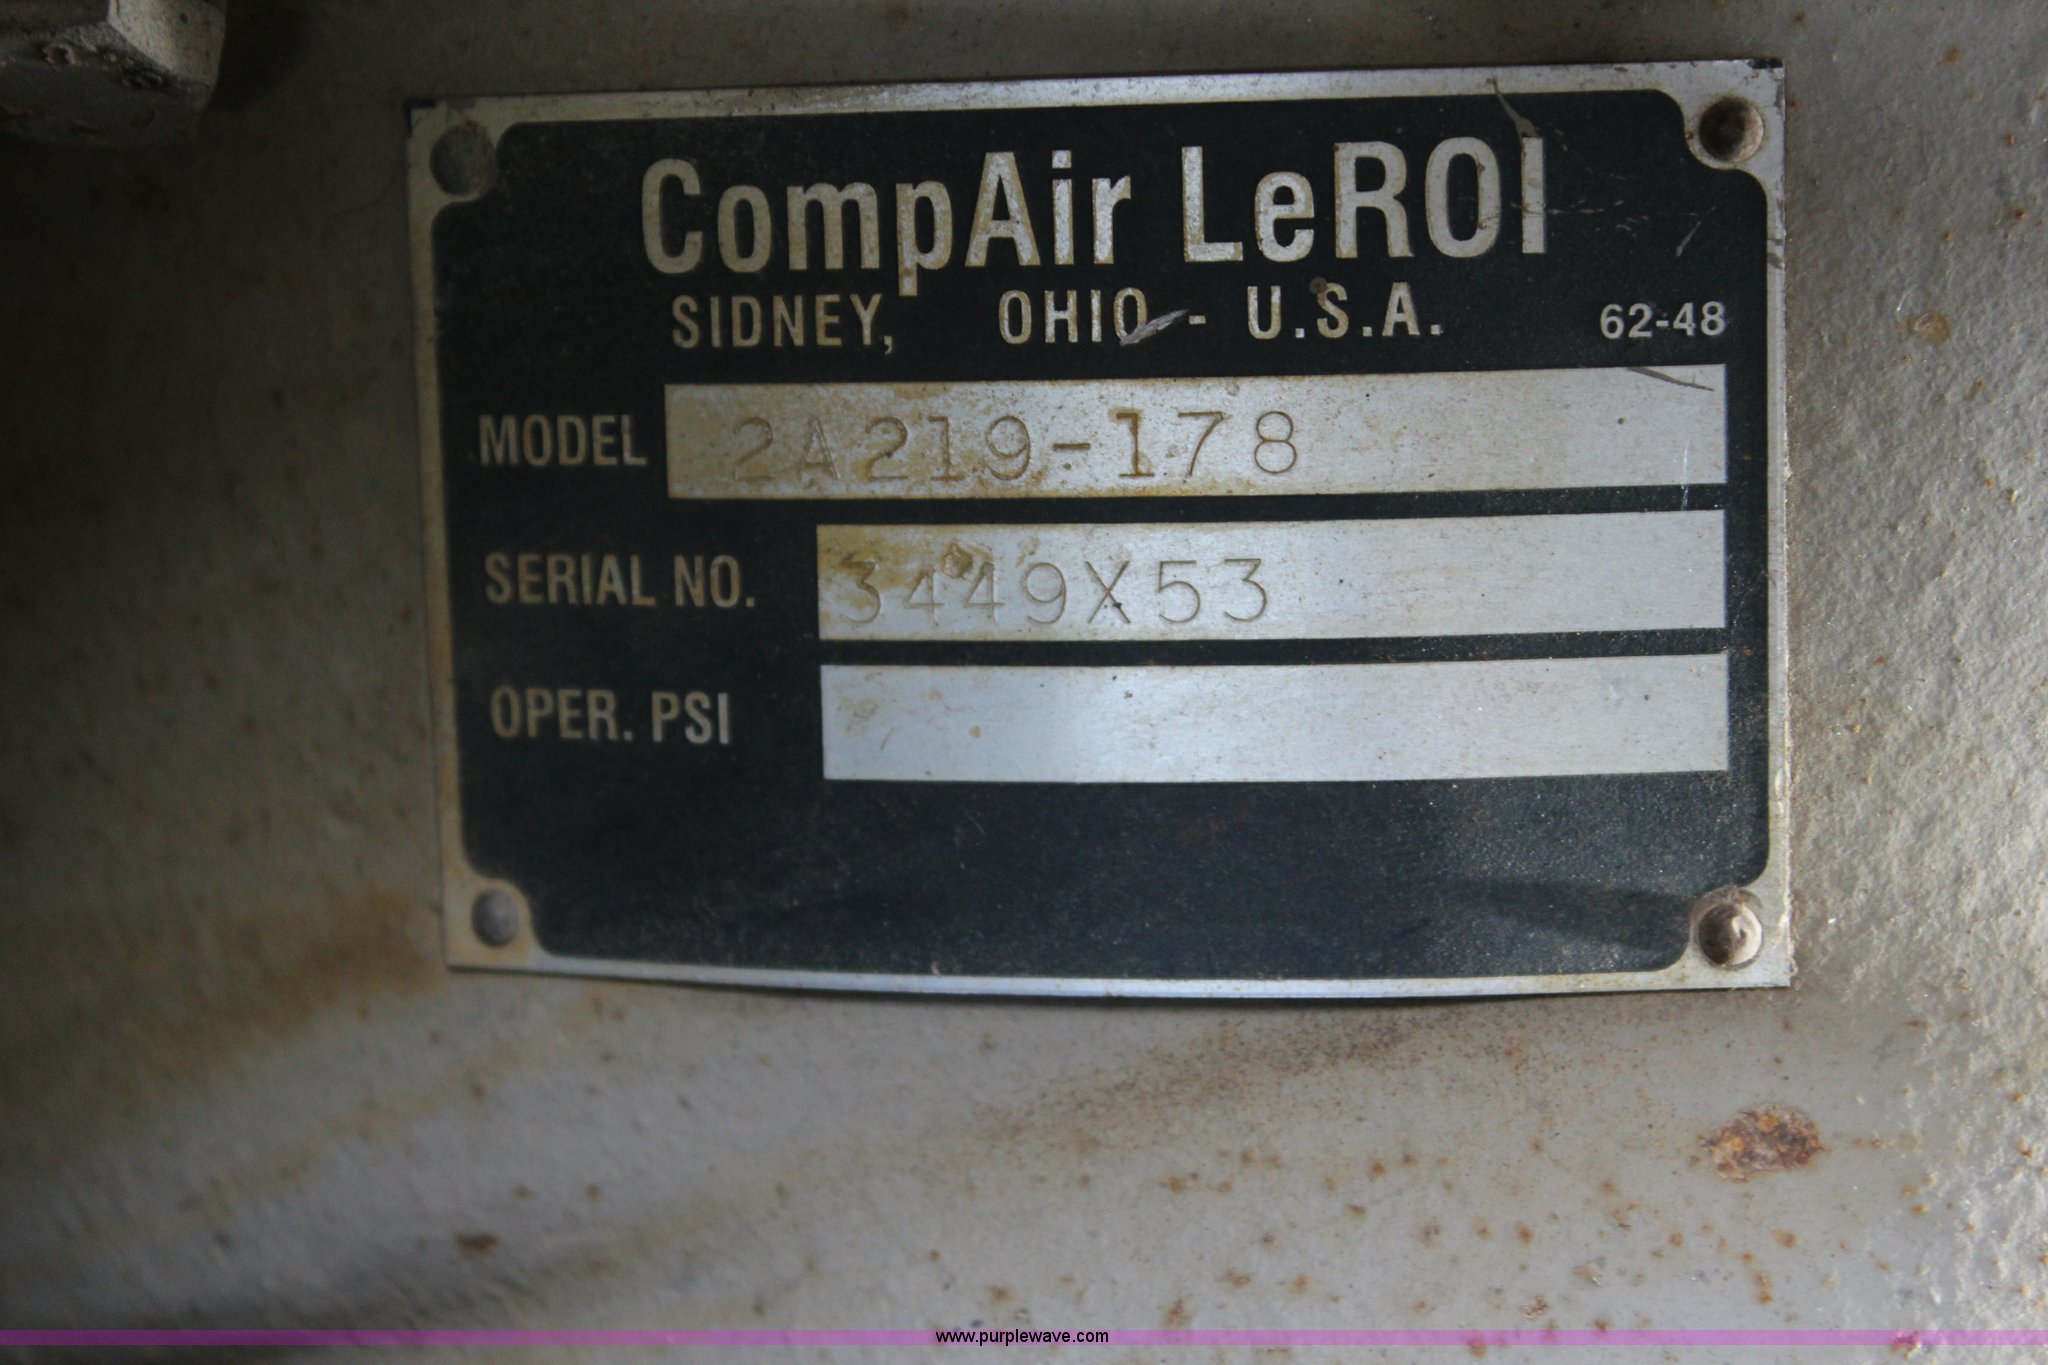 CompAir LeROI
SIDNEY, OHIO - U.S.A. 62-48
MODEL 2A219-178
SERIAL NO. 3449X53
OPER. PSI
www.purplewave.com